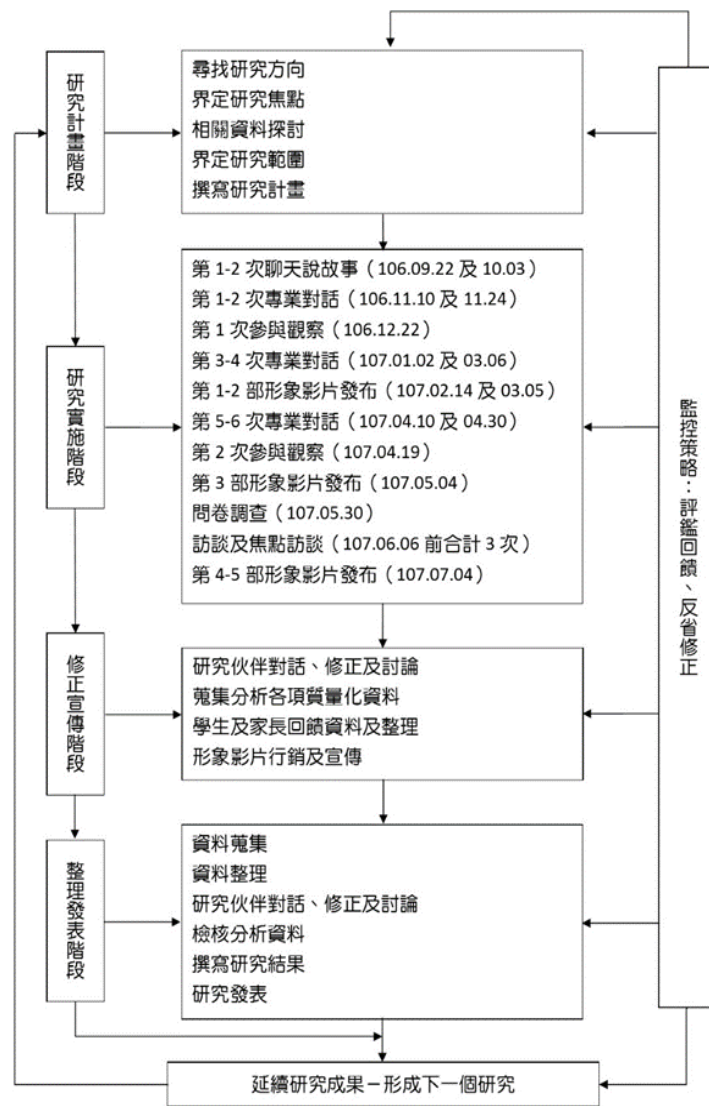 研究計畫階段
尋找研究方向
界定研究焦點
相關資料探討
界定研究範圍
撰寫研究計畫
研究實施階段
第 1-2 次聊天說故事（106.09.22 及 10.03）
第 1-2 次專業對話（106.11.10 及 11.24）
第 1 次參與觀察（106.12.22）
第 3-4 次專業對話（107.01.02 及 03.06）
第 1-2 部形象影片發布（107.02.14 及 03.05）
第 5-6 次專業對話（107.04.10 及 04.30）
第 2 次參與觀察（107.04.19）
第 3 部形象影片發布（107.05.04）
問卷調查（107.05.30）
訪談及焦點訪談（107.06.06 前合計 3 次）
第 4-5 部形象影片發布（107.07.04）
修正宣傳階段
研究伙伴對話、修正及討論
蒐集分析各項質量化資料
學生及家長回饋資料及整理
形象影片行銷及宣傳
整理發表階段
資料蒐集
資料整理
研究伙伴對話、修正及討論
檢核分析資料
撰寫研究結果
研究發表
監控策略：評鑑回饋、反省修正
延續研究成果－形成下一個研究